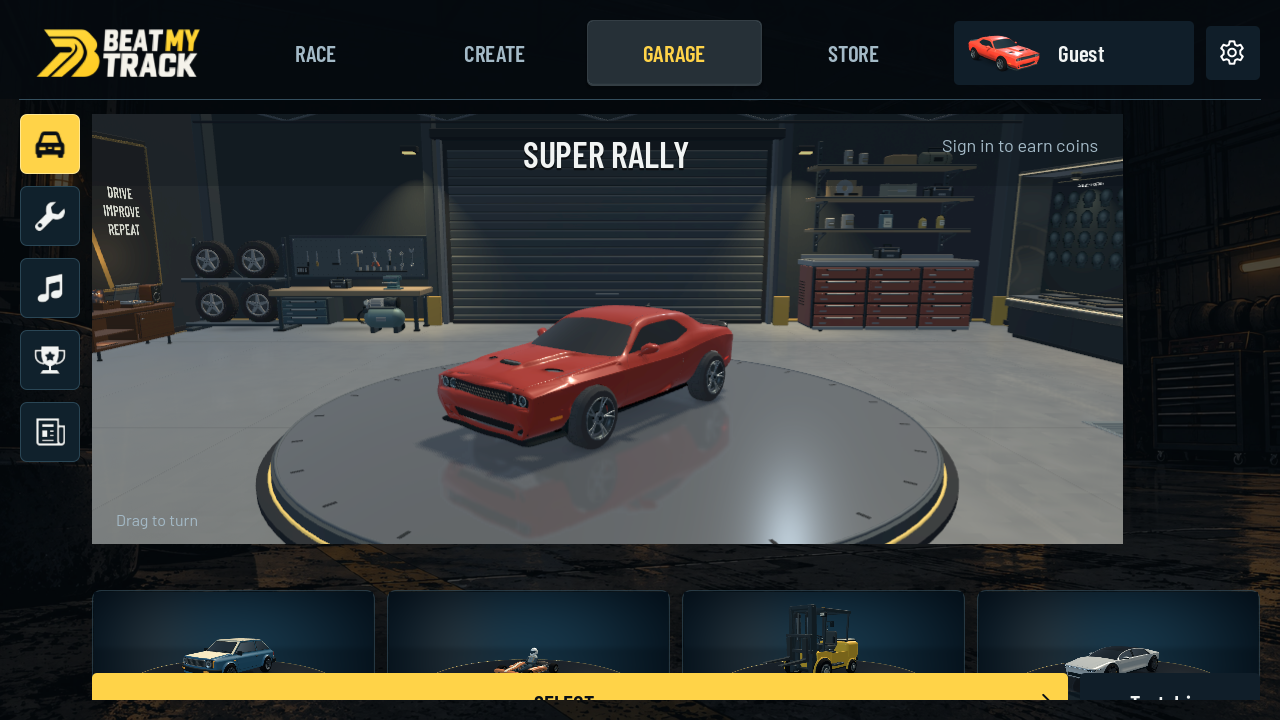 BEAT MY
TRACK
RACE
CREATE
GARAGE
STORE
Guest
SUPER RALLY
Sign in to earn coins
DRIVE
IMPROVE
REPEAT
Drag to turn
SELECT